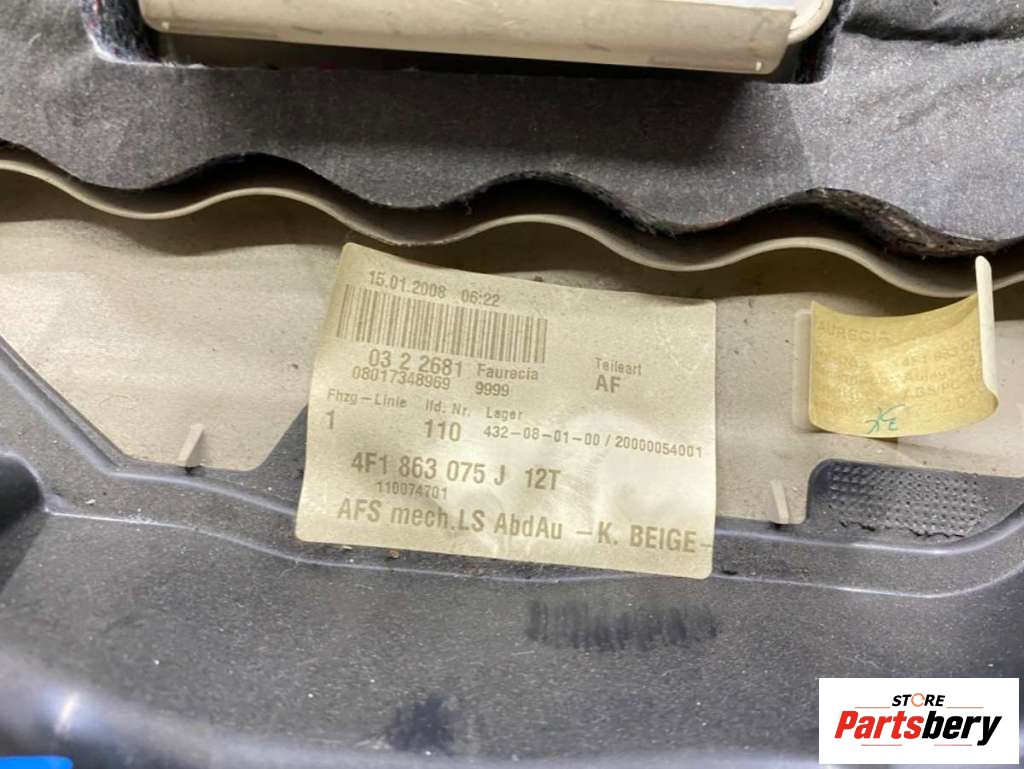 15.01.2008 06:22
03 2 2681 Faurecia Teileart
08017348969 9999 AF
Fhzg-Linie lfd. Nr. Lager
1 110 432-08-01-00/20000054001
4F1 863 075 J 12T
110074701
AFS mech.LS AbdAu -K. BEIGE-
STORE
Partsbery